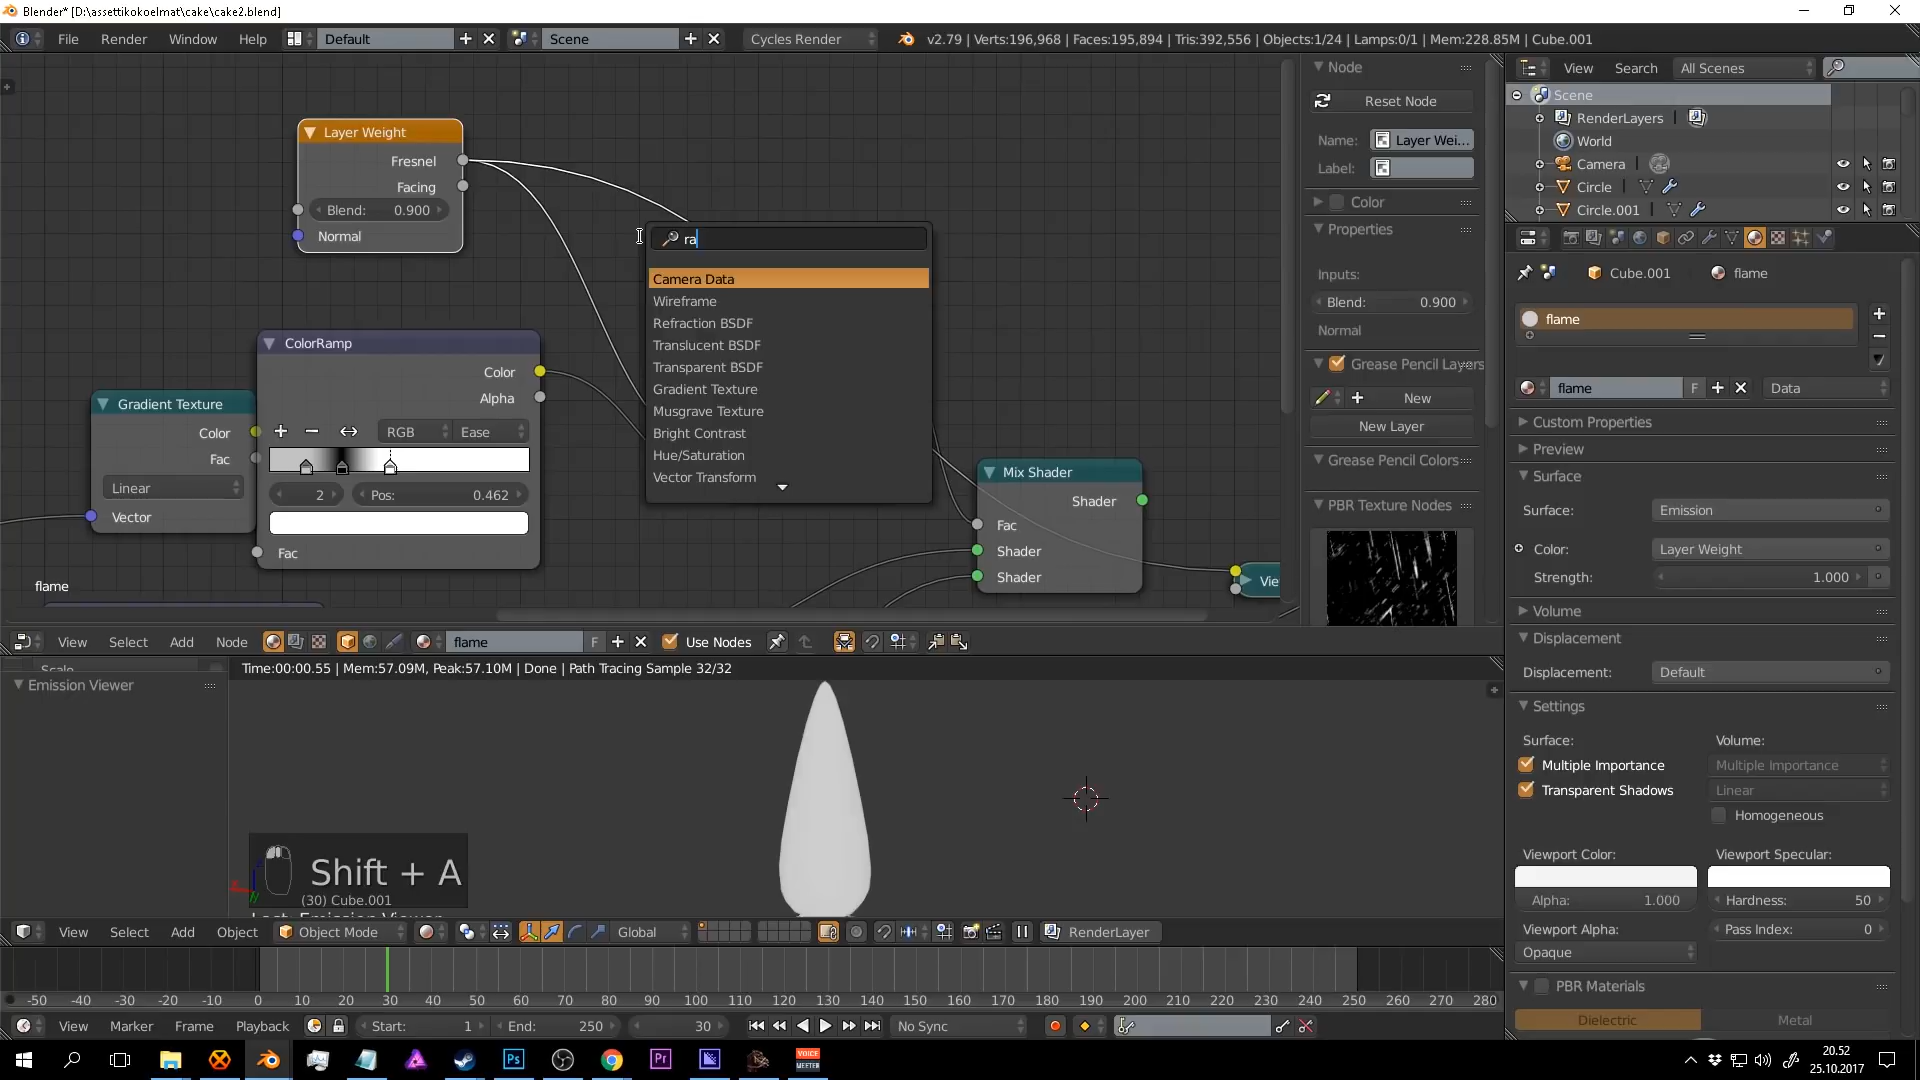 Blender* [D:\assettikokoelmat\cake\cake2.blend]
File Render Window Help Default Scene Cycles Render v2.79 | Verts:196,968 | Faces:195,894 | Tris:392,556 | Objects:1/24 | Lamps:0/1 | Mem:228.85M | Cube.001
Layer Weight
Fresnel
Facing
Blend: 0.900
Normal
ColorRamp
Color
Alpha
RGB Ease
2 Pos: 0.462
Fac
Gradient Texture
Color
Fac
Linear
Vector
flame
ra
Camera Data
Wireframe
Refraction BSDF
Translucent BSDF
Transparent BSDF
Gradient Texture
Musgrave Texture
Bright Contrast
Hue/Saturation
Vector Transform
Mix Shader
Shader
Fac
Shader
Shader
Vie
Node
Reset Node
Name: Layer Wei...
Label:
Color
Properties
Inputs:
Blend: 0.900
Normal
Grease Pencil Layers
New
New Layer
Grease Pencil Colors
PBR Texture Nodes
View Select Add Node flame F Use Nodes
Scale
Emission Viewer
Time:00:00.55 | Mem:57.09M, Peak:57.10M | Done | Path Tracing Sample 32/32
Shift + A
(30) Cube.001
Last: Emission Viewer
View Select Add Object Object Mode Global RenderLayer
-50 -40 -30 -20 -10 0 10 20 30 40 50 60 70 80 90 100 110 120 130 140 150 160 170 180 190 200 210 220 230 240 250 260 270 280
View Marker Frame Playback Start: 1 End: 250 30 No Sync
View Search All Scenes
Scene
RenderLayers
World
Camera
Circle
Circle.001
Cube.001 flame
flame
flame F Data
Custom Properties
Preview
Surface
Surface: Emission
Color: Layer Weight
Strength: 1.000
Volume
Displacement
Displacement: Default
Settings
Surface: Volume:
Multiple Importance Multiple Importance
Transparent Shadows Linear
Homogeneous
Viewport Color: Viewport Specular:
Alpha: 1.000 Hardness: 50
Viewport Alpha: Pass Index: 0
Opaque
PBR Materials
Dielectric Metal
Ps Pr VOICE MEETER
20.52
25.10.2017